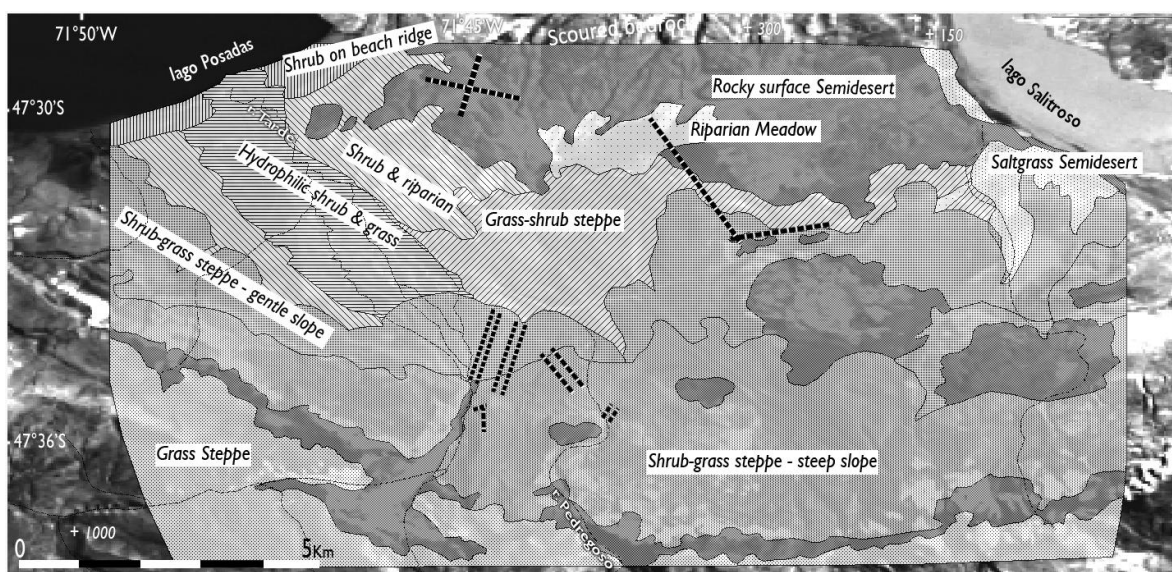 71°50'W
71°45'W
Scoured bedrock
+ 300
+ 150
lago Posadas
Shrub on beach ridge
lago Salitroso
47°30'S
Rocky surface Semidesert
r. Tarde
Riparian Meadow
Shrub & riparian
Saltgrass Semidesert
Hydrophilic shrub & grass
Grass-shrub steppe
Shrub-grass steppe - gentle slope
47°36'S
Grass Steppe
Shrub-grass steppe - steep slope
r. Pedregoso
+ 1000
0
5Km